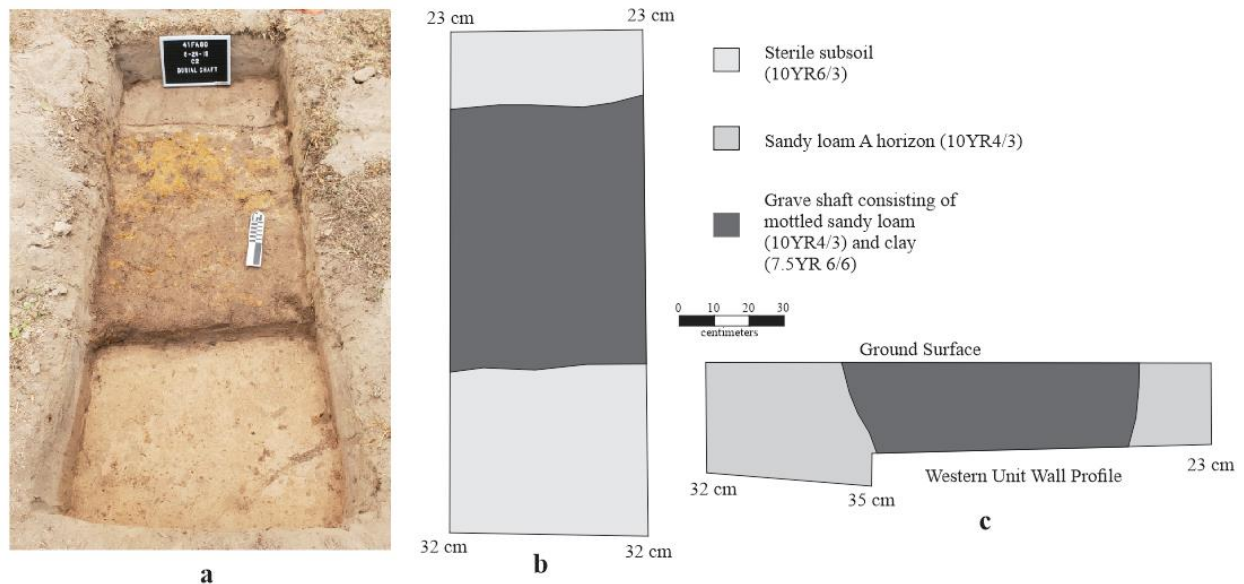 C2
BURIAL SHAFT
a
23 cm
23 cm
32 cm
32 cm
b
Sterile subsoil
(10YR6/3)
Sandy loam A horizon (10YR4/3)
Grave shaft consisting of
mottled sandy loam
(10YR4/3) and clay
(7.5YR 6/6)
0 10 20 30
centimeters
Ground Surface
32 cm
35 cm
Western Unit Wall Profile
23 cm
c